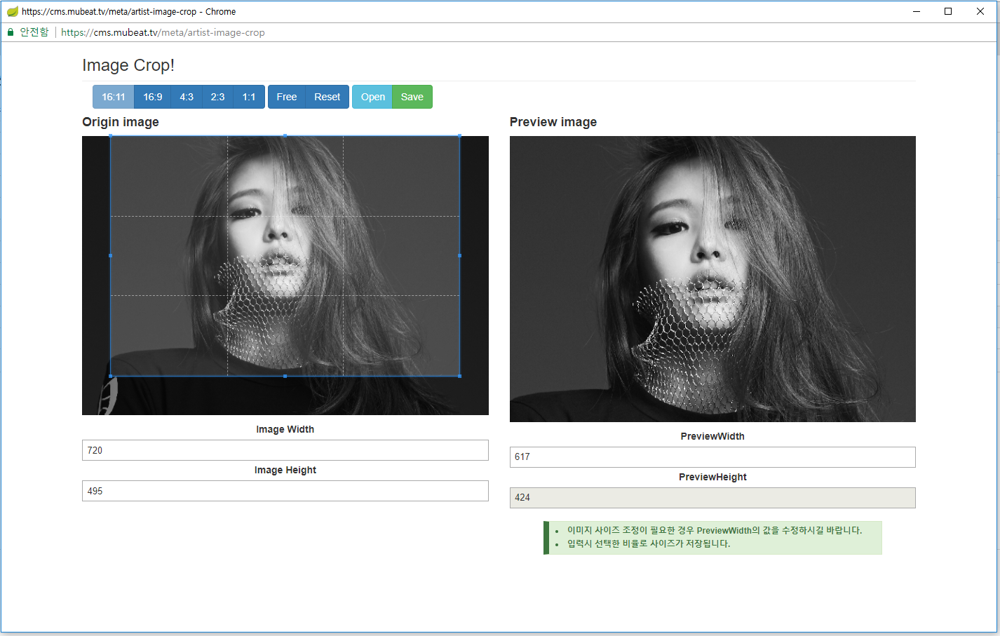 https://cms.mubeat.tv/meta/artist-image-crop - Chrome
안전함 https://cms.mubeat.tv/meta/artist-image-crop
Image Crop!
16:11 16:9 4:3 2:3 1:1 Free Reset Open Save
Origin image
Preview image
Image Width
720
Image Height
495
PreviewWidth
617
PreviewHeight
424
• 이미지 사이즈 조정이 필요한 경우 PreviewWidth의 값을 수정하시길 바랍니다.
• 입력시 선택한 비율로 사이즈가 저장됩니다.